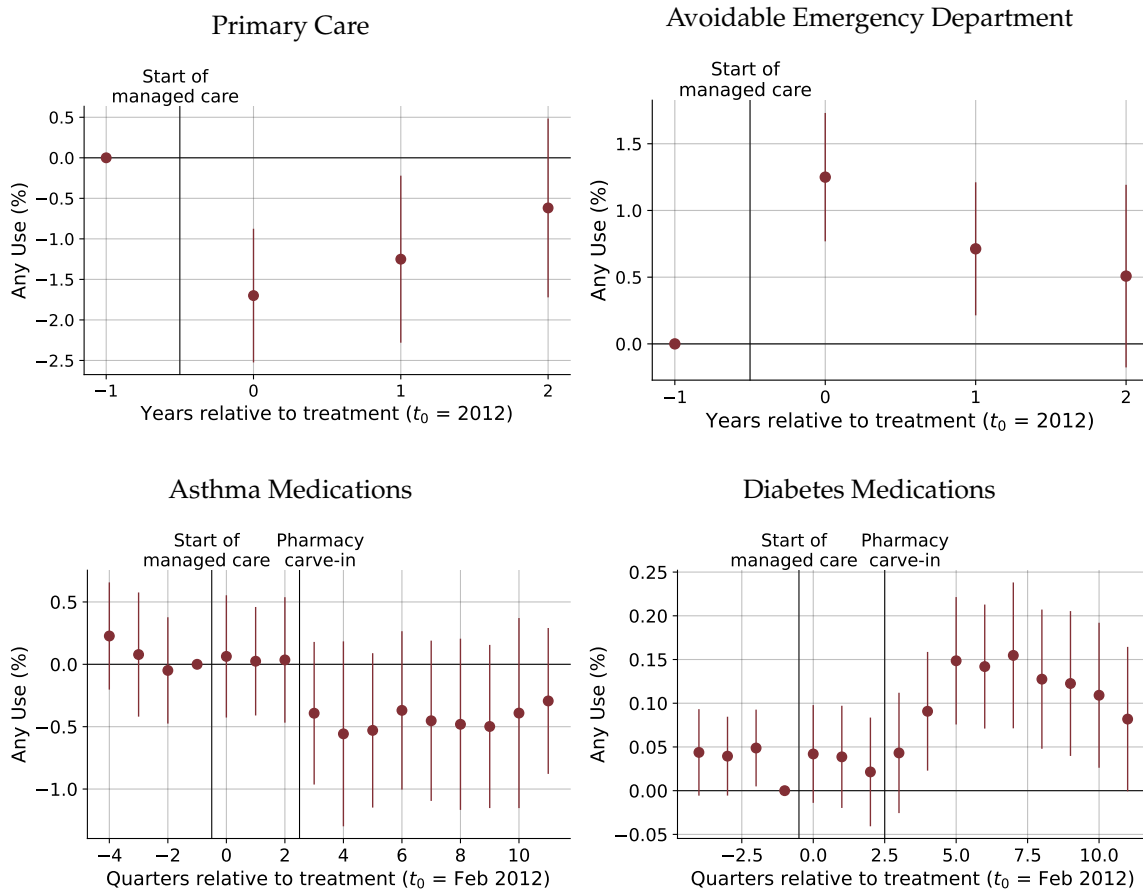 Primary Care
Start of
managed care
0.5
0.0
−0.5
−1.0
−1.5
−2.0
−2.5
Any Use (%)
−1
0
1
2
Years relative to treatment (t0 = 2012)
Avoidable Emergency Department
Start of
managed care
1.5
1.0
0.5
0.0
Any Use (%)
−1
0
1
2
Years relative to treatment (t0 = 2012)
Asthma Medications
Start of
managed care
Pharmacy
carve-in
0.5
0.0
−0.5
−1.0
Any Use (%)
−4
−2
0
2
4
6
8
10
Quarters relative to treatment (t0 = Feb 2012)
Diabetes Medications
Start of
managed care
Pharmacy
carve-in
0.25
0.20
0.15
0.10
0.05
0.00
−0.05
Any Use (%)
−2.5
0.0
2.5
5.0
7.5
10.0
Quarters relative to treatment (t0 = Feb 2012)